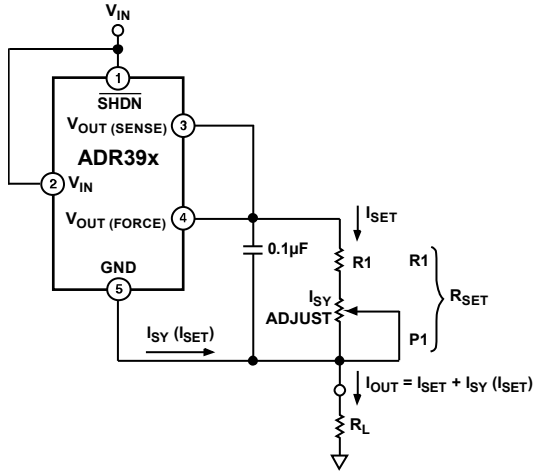 V_IN
1
SHDN
V_OUT (SENSE)
3
ADR39x
2
V_IN
V_OUT (FORCE)
4
I_SET
0.1µF
R1
R1
GND
I_SY
ADJUST
R_SET
5
P1
I_SY (I_SET)
I_OUT = I_SET + I_SY (I_SET)
R_L